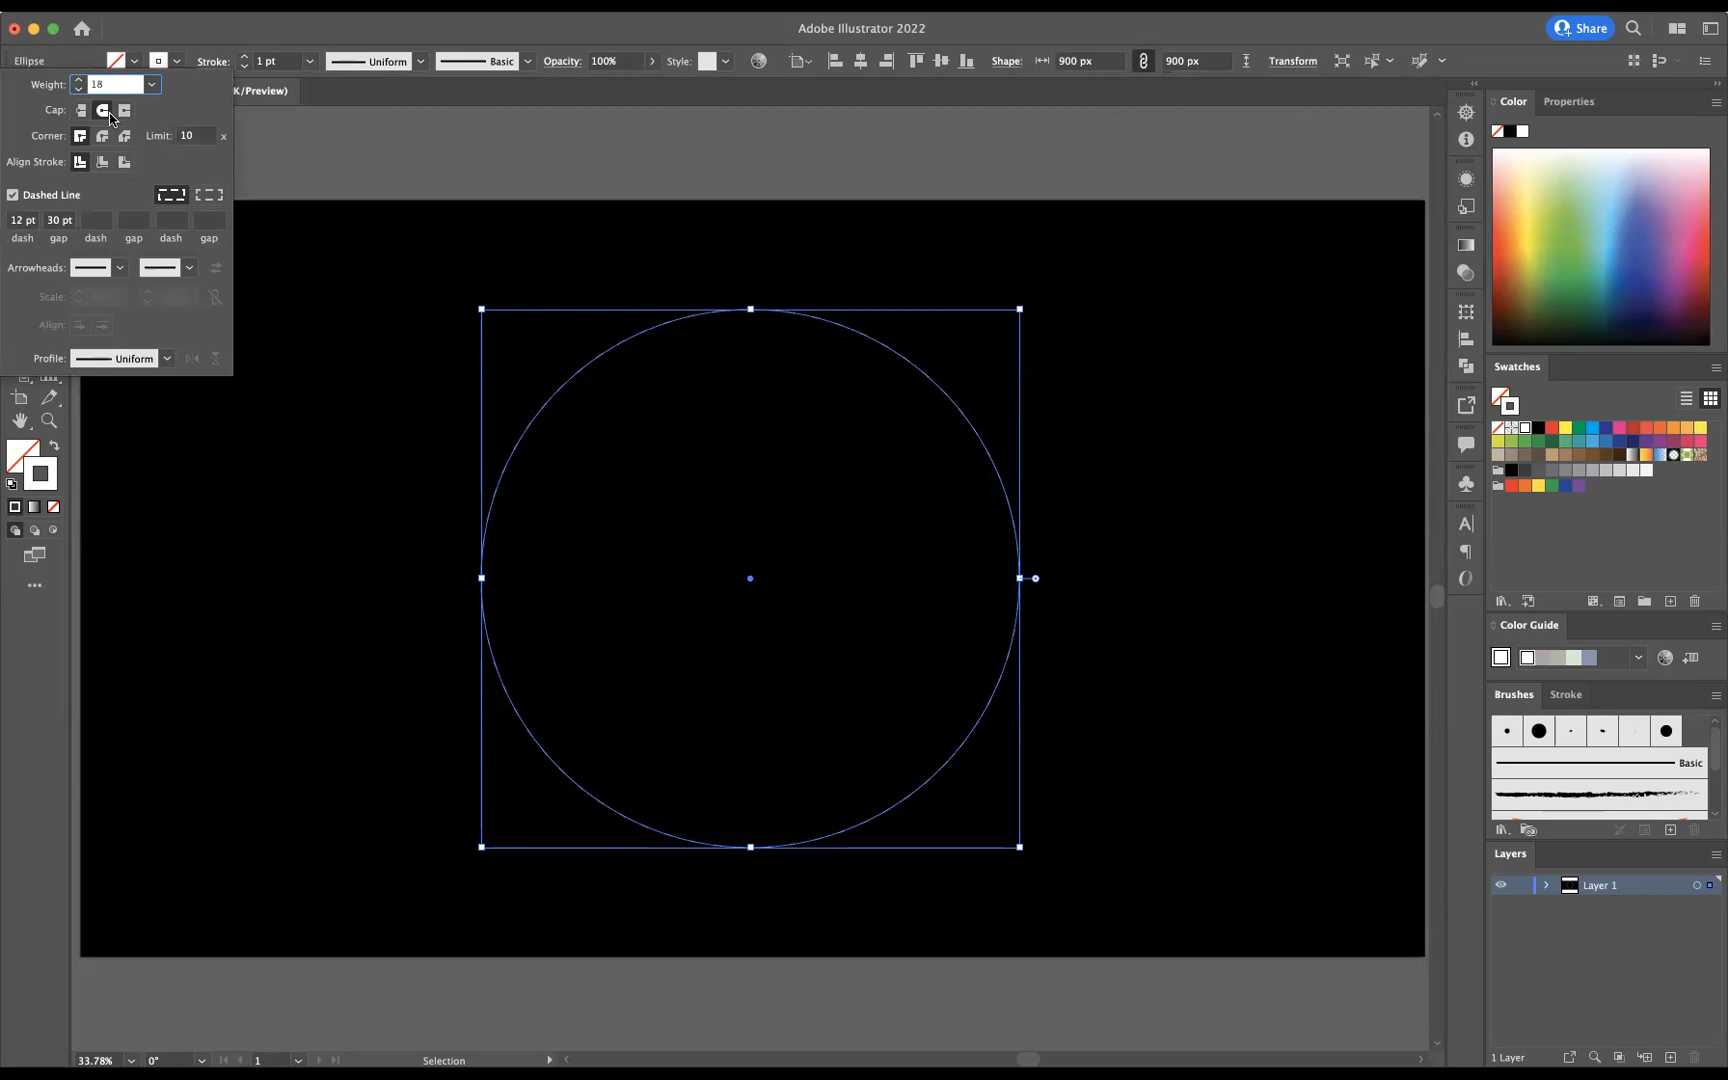 Adobe Illustrator 2022
Share
Ellipse
Stroke: 1 pt
Uniform
Basic
Opacity: 100%
Style:
Shape: 900 px
900 px
Transform
Weight: 18
K/Preview)
Cap:
Corner:
Limit: 10 x
Align Stroke:
Dashed Line
12 pt 30 pt
dash gap dash gap dash gap
Arrowheads:
Scale:
Align:
Profile: Uniform
Color Properties
Swatches
Color Guide
Brushes Stroke
Basic
Layers
Layer 1
33.78% 0° 1 Selection
1 Layer